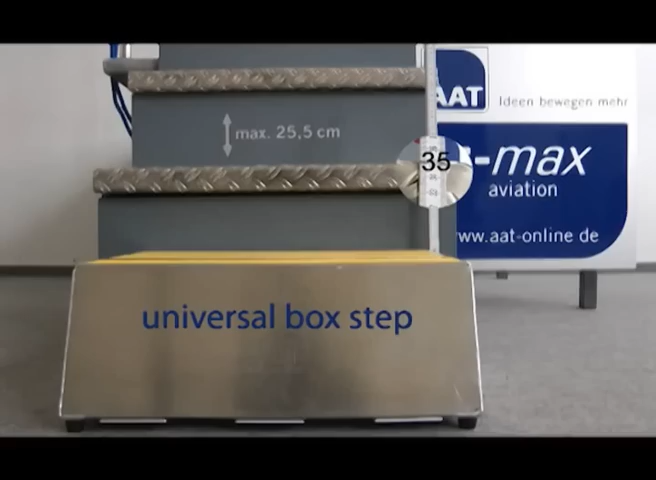 AAT
Ideen bewegen mehr
max. 25,5 cm
35
-max
aviation
www.aat-online de
universal box step